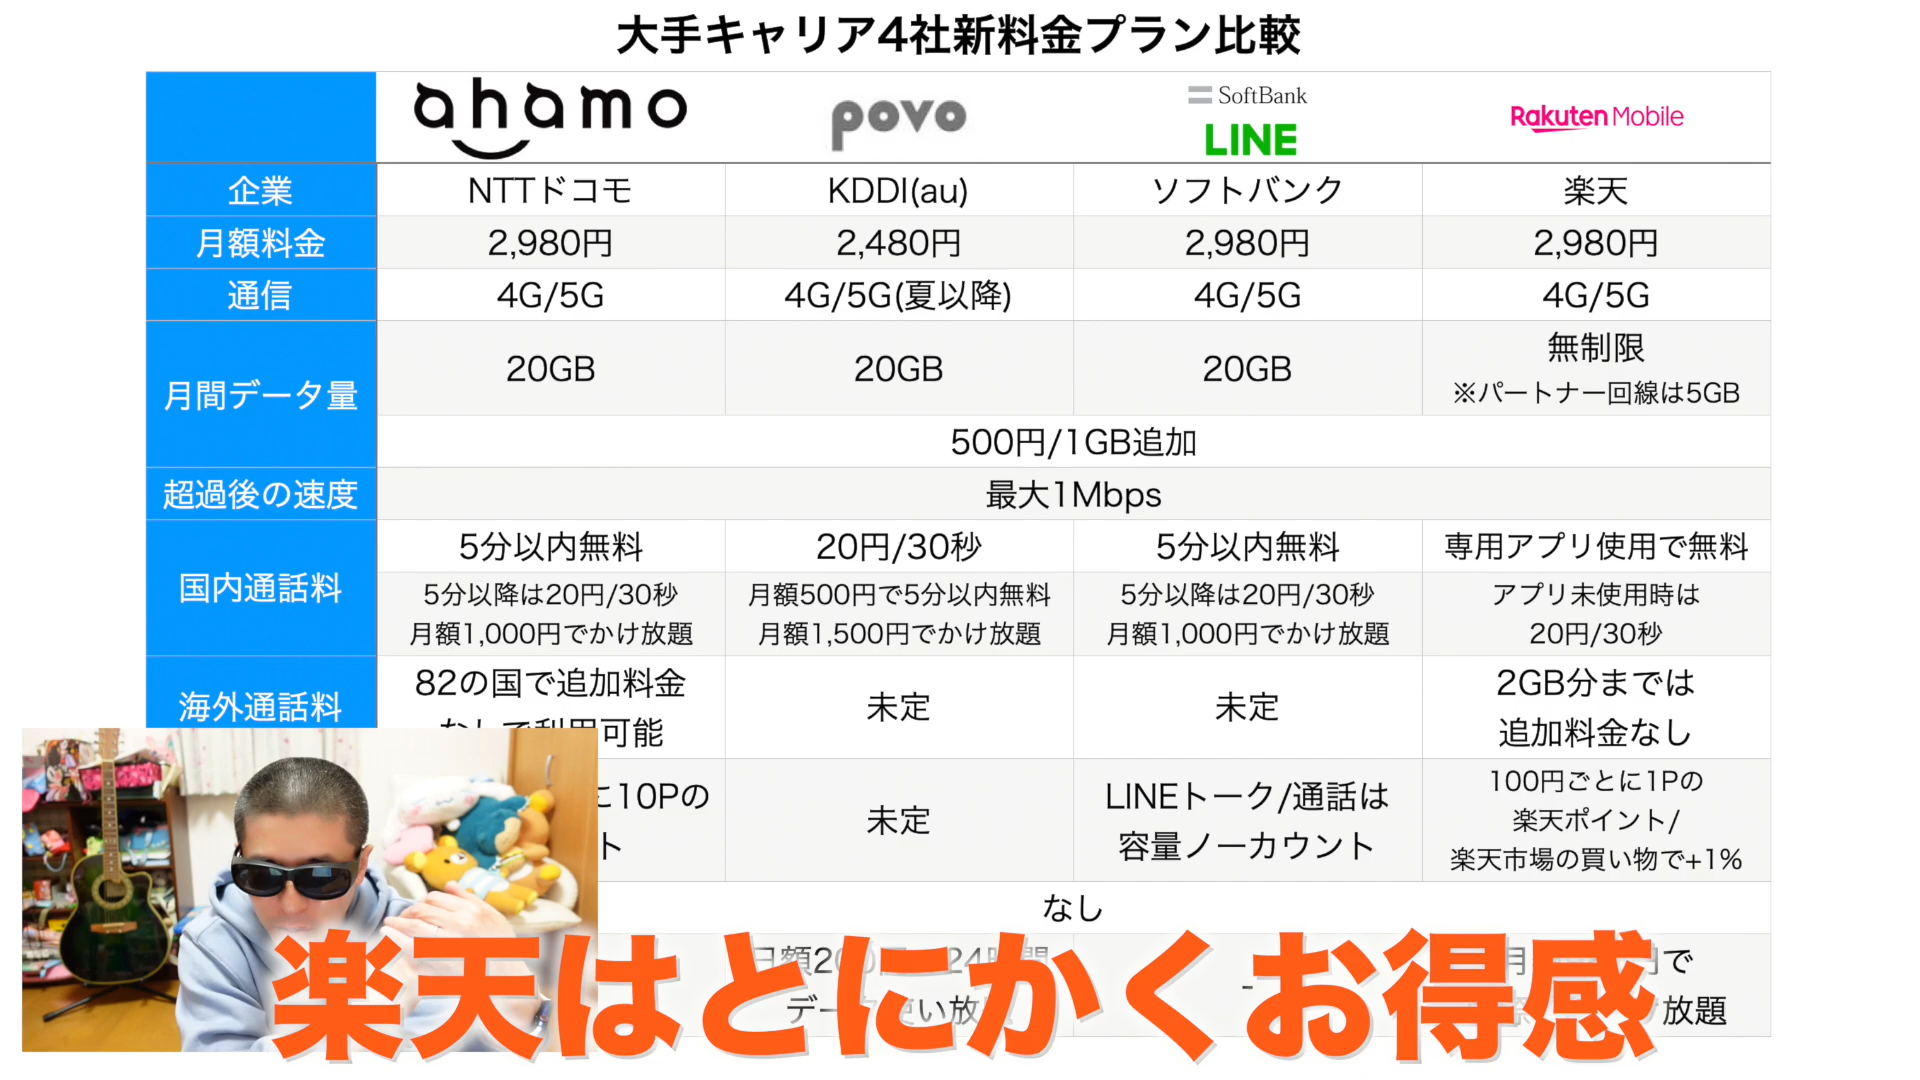 大手キャリア4社新料金プラン比較
ahamo
povo
SoftBank
LINE
Rakuten Mobile
企業
NTTドコモ
KDDI(au)
ソフトバンク
楽天
月額料金
2,980円
2,480円
2,980円
2,980円
通信
4G/5G
4G/5G(夏以降)
4G/5G
4G/5G
月間データ量
20GB
20GB
20GB
無制限
※パートナー回線は5GB
500円/1GB追加
超過後の速度
最大1Mbps
国内通話料
5分以内無料
20円/30秒
5分以内無料
専用アプリ使用で無料
5分以降は20円/30秒
月額1,000円でかけ放題
月額500円で5分以内無料
月額1,500円でかけ放題
5分以降は20円/30秒
月額1,000円でかけ放題
アプリ未使用時は
20円/30秒
海外通話料
82の国で追加料金
なしで利用可能
未定
未定
2GB分までは
追加料金なし
に10Pの
ト
未定
LINEトーク/通話は
容量ノーカウント
100円ごとに1Pの
楽天ポイント/
楽天市場の買い物で+1%
なし
-
で
放題
楽天はとにかくお得感